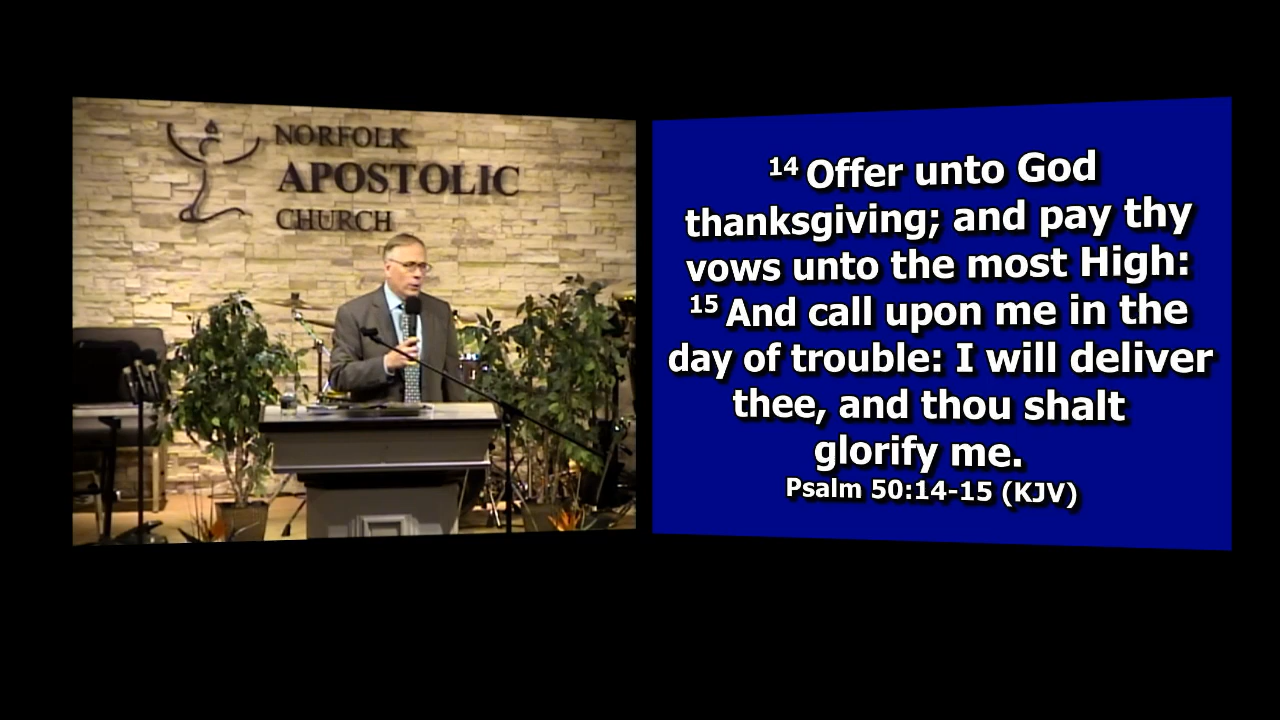 NORFOLK
APOSTOLIC
CHURCH
14 Offer unto God
thanksgiving; and pay thy
vows unto the most High:
15 And call upon me in the
day of trouble: I will deliver
thee, and thou shalt
glorify me.
Psalm 50:14-15 (KJV)